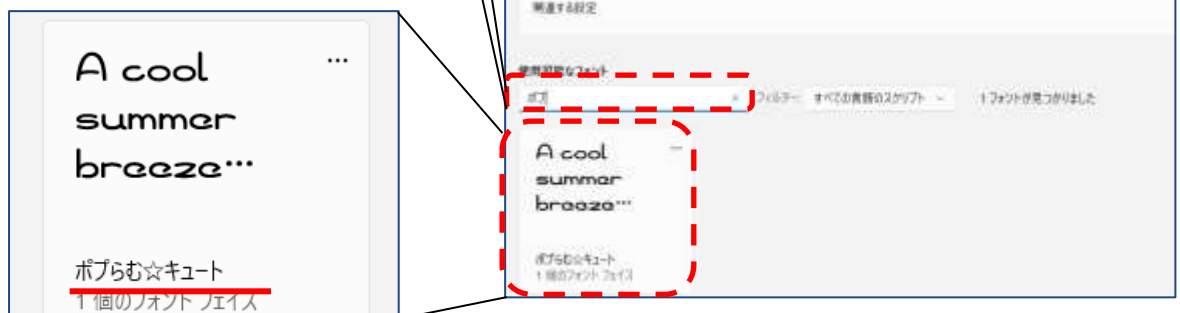 A cool
summer
breeze…
ポプらむ☆キュート
1 個のフォント フェイス
関連する設定
使用可能なフォント
ポプ
フィルター: すべての言語のスクリプト
1 フォントが見つかりました
A cool
summer
breeze…
ポプらむ☆キュート
1 個のフォント フェイス